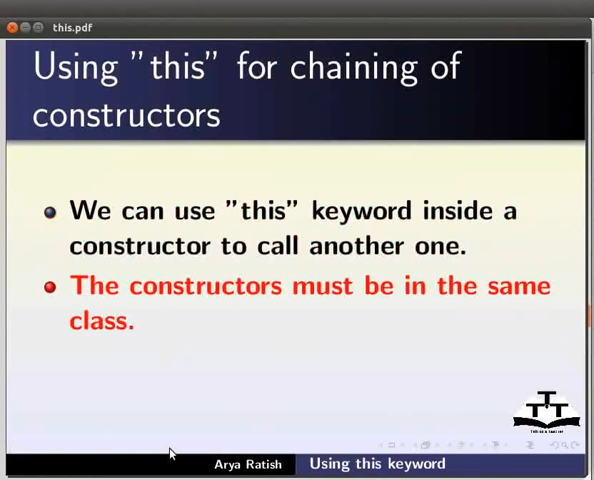 this.pdf
Using "this" for chaining of
constructors
We can use "this" keyword inside a
constructor to call another one.
The constructors must be in the same
class.
TTT
Arya Ratish
Using this keyword